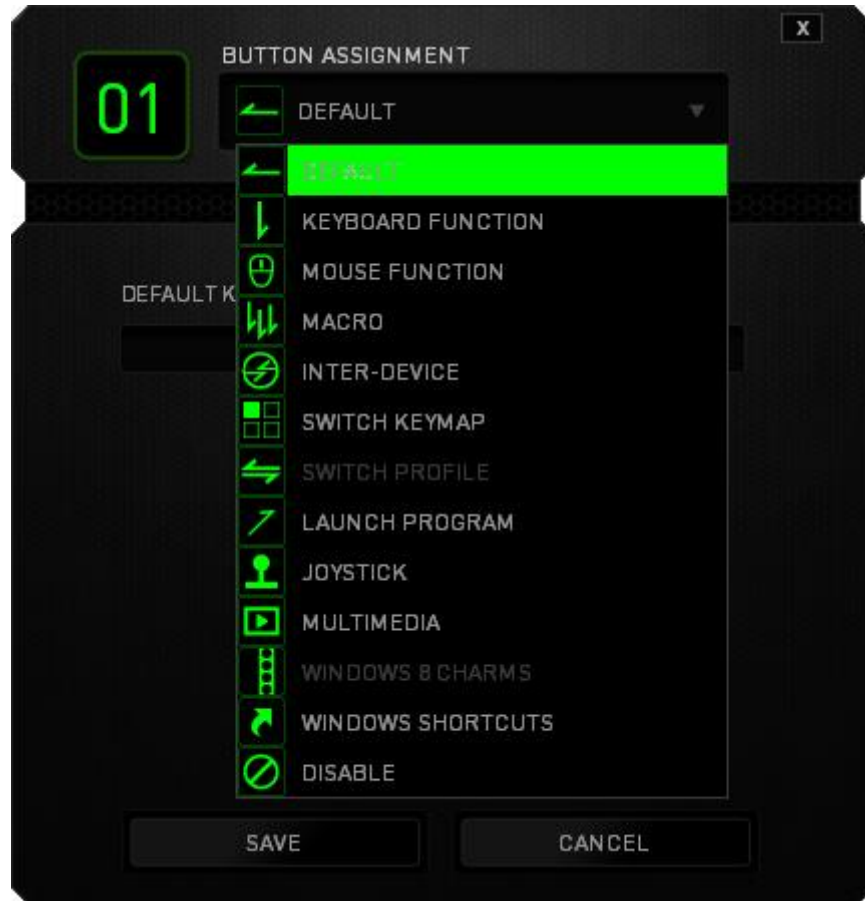 X
BUTTON ASSIGNMENT
01
DEFAULT
DEFAULT
KEYBOARD FUNCTION
MOUSE FUNCTION
DEFAULT K
MACRO
INTER-DEVICE
SWITCH KEYMAP
SWITCH PROFILE
LAUNCH PROGRAM
JOYSTICK
MULTIMEDIA
WINDOWS 8 CHARMS
WINDOWS SHORTCUTS
DISABLE
SAVE
CANCEL